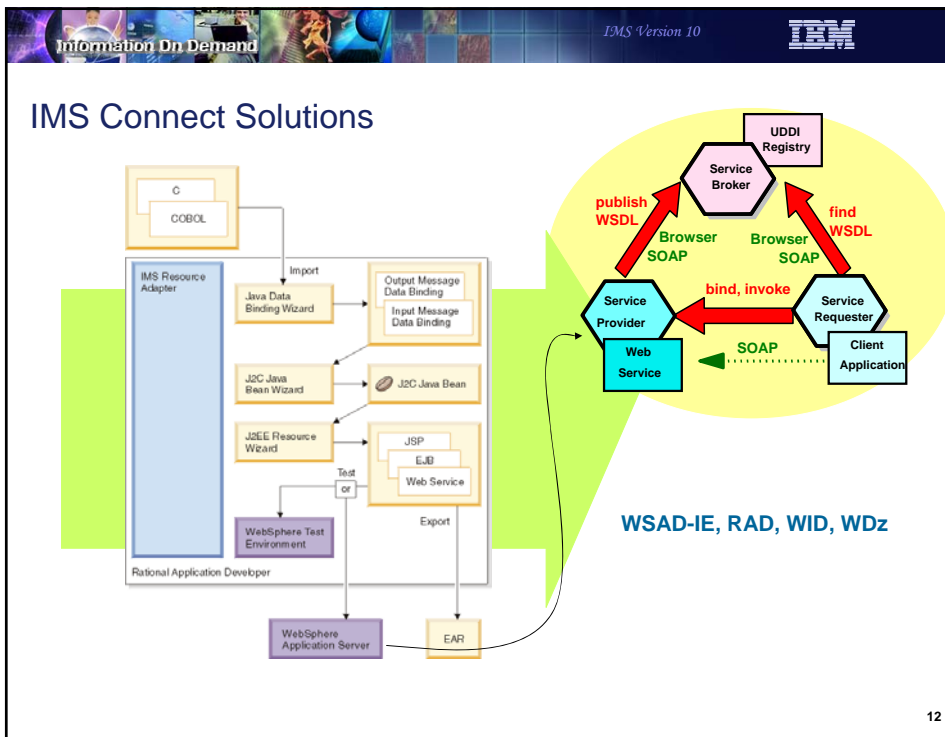 Information On Demand
IMS Version 10
IBM
IMS Connect Solutions
C
COBOL
Import
IMS Resource
Adapter
Java Data
Binding Wizard
Output Message
Data Binding
Input Message
Data Binding
J2C Java
Bean Wizard
J2C Java Bean
J2EE Resource
Wizard
JSP
EJB
Web Service
Test
or
Export
WebSphere Test
Environment
Rational Application Developer
WebSphere
Application Server
EAR
UDDI
Registry
Service
Broker
publish
WSDL
find
WSDL
Browser
SOAP
Browser
SOAP
bind, invoke
Service
Provider
Service
Requester
Web
Service
SOAP
Client
Application
WSAD-IE, RAD, WID, WDz
12